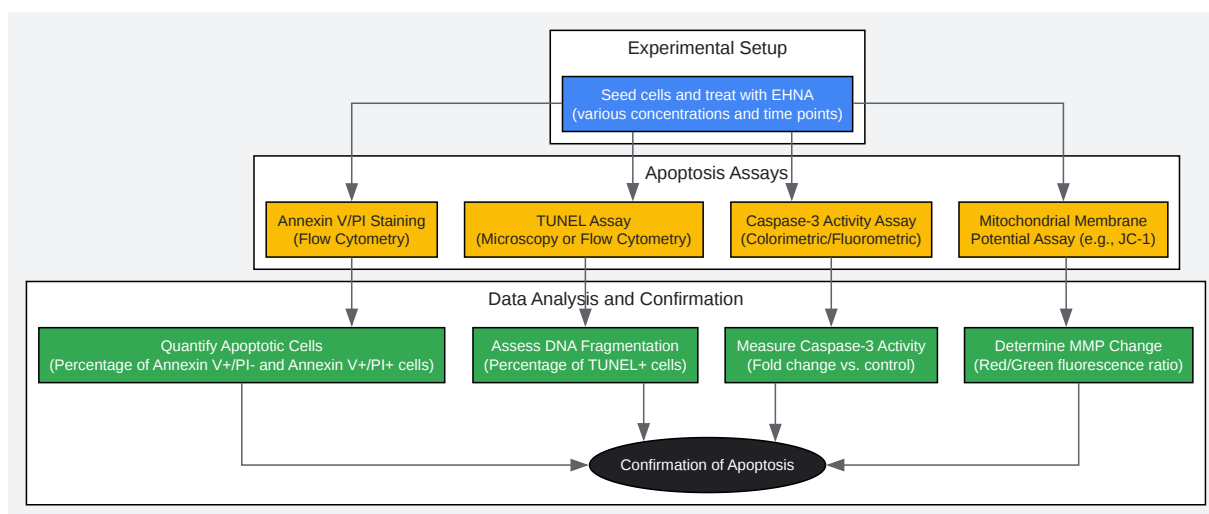 Experimental Setup
Seed cells and treat with EHNA
(various concentrations and time points)
Apoptosis Assays
Annexin V/PI Staining
(Flow Cytometry)
TUNEL Assay
(Microscopy or Flow Cytometry)
Caspase-3 Activity Assay
(Colorimetric/Fluorometric)
Mitochondrial Membrane
Potential Assay (e.g., JC-1)
Data Analysis and Confirmation
Quantify Apoptotic Cells
(Percentage of Annexin V+/PI- and Annexin V+/PI+ cells)
Assess DNA Fragmentation
(Percentage of TUNEL+ cells)
Measure Caspase-3 Activity
(Fold change vs. control)
Determine MMP Change
(Red/Green fluorescence ratio)
Confirmation of Apoptosis